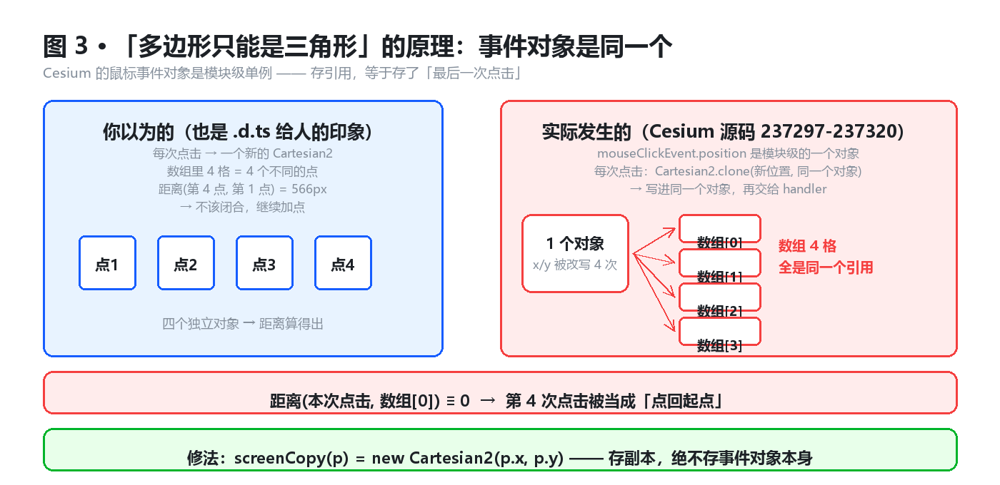 图 3 •「多边形只能是三角形」的原理：事件对象是同一个
Cesium 的鼠标事件对象是模块级单例 —— 存引用，等于存了「最后一次点击」
你以为的（也是 .d.ts 给人的印象）
每次点击 → 一个新的 Cartesian2
数组里 4 格 = 4 个不同的点
距离(第 4 点, 第 1 点) = 566px
→ 不该闭合，继续加点
点1
点2
点3
点4
四个独立对象 → 距离算得出
实际发生的（Cesium 源码 237297-237320）
mouseClickEvent.position 是模块级的一个对象
每次点击：Cartesian2.clone(新位置, 同一个对象)
→ 写进同一个对象，再交给 handler
1 个对象
x/y 被改写 4 次
数组[0]
数组[1]
数组[2]
数组[3]
数组 4 格
全是同一个引用
距离(本次点击, 数组[0]) ≡ 0 → 第 4 次点击被当成「点回起点」
修法：screenCopy(p) = new Cartesian2(p.x, p.y) —— 存副本，绝不存事件对象本身